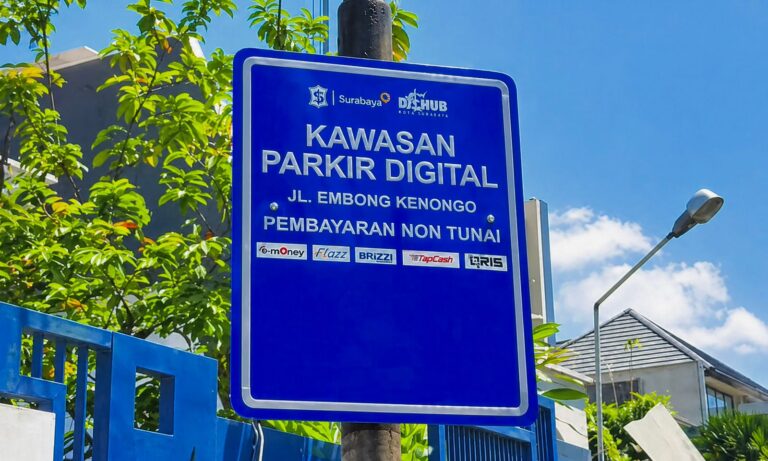 Surabaya DISHUB
KOTA SURABAYA
KAWASAN
PARKIR DIGITAL
JL. EMBONG KENONGO
PEMBAYARAN NON TUNAI
e-money Flazz BRIZZI TapCash QRIS